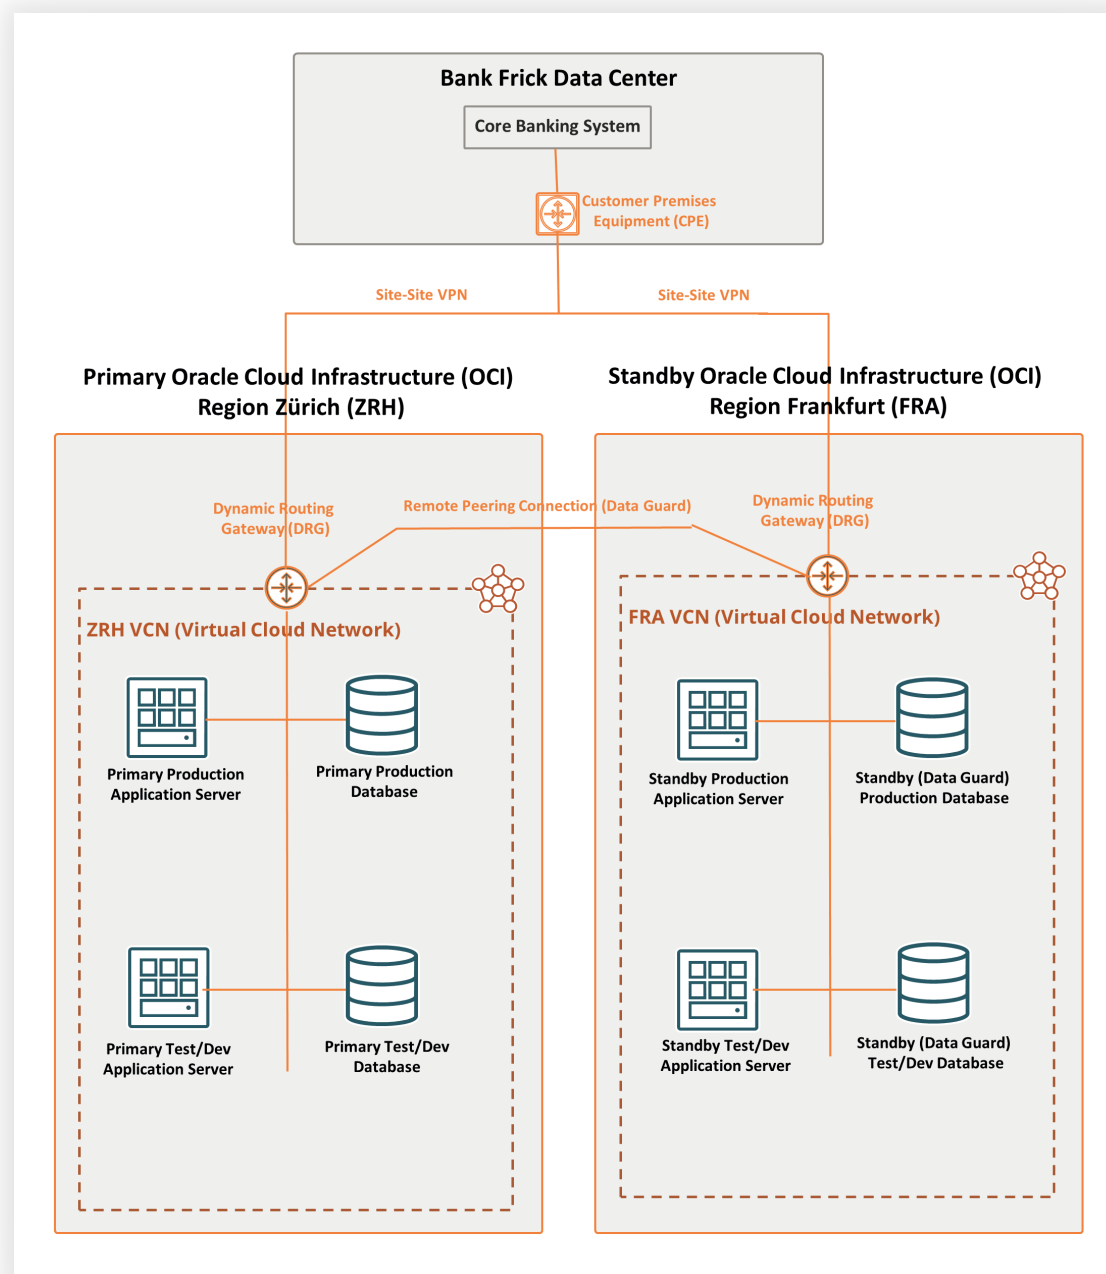 Bank Frick Data Center
Core Banking System
Customer Premises
Equipment (CPE)
Site-Site VPN
Site-Site VPN
Primary Oracle Cloud Infrastructure (OCI)
Region Zürich (ZRH)
Standby Oracle Cloud Infrastructure (OCI)
Region Frankfurt (FRA)
Dynamic Routing
Gateway (DRG)
Remote Peering Connection (Data Guard)
Dynamic Routing
Gateway (DRG)
ZRH VCN (Virtual Cloud Network)
FRA VCN (Virtual Cloud Network)
Primary Production
Application Server
Primary Production
Database
Standby Production
Application Server
Standby (Data Guard)
Production Database
Primary Test/Dev
Application Server
Primary Test/Dev
Database
Standby Test/Dev
Application Server
Standby (Data Guard)
Test/Dev Database